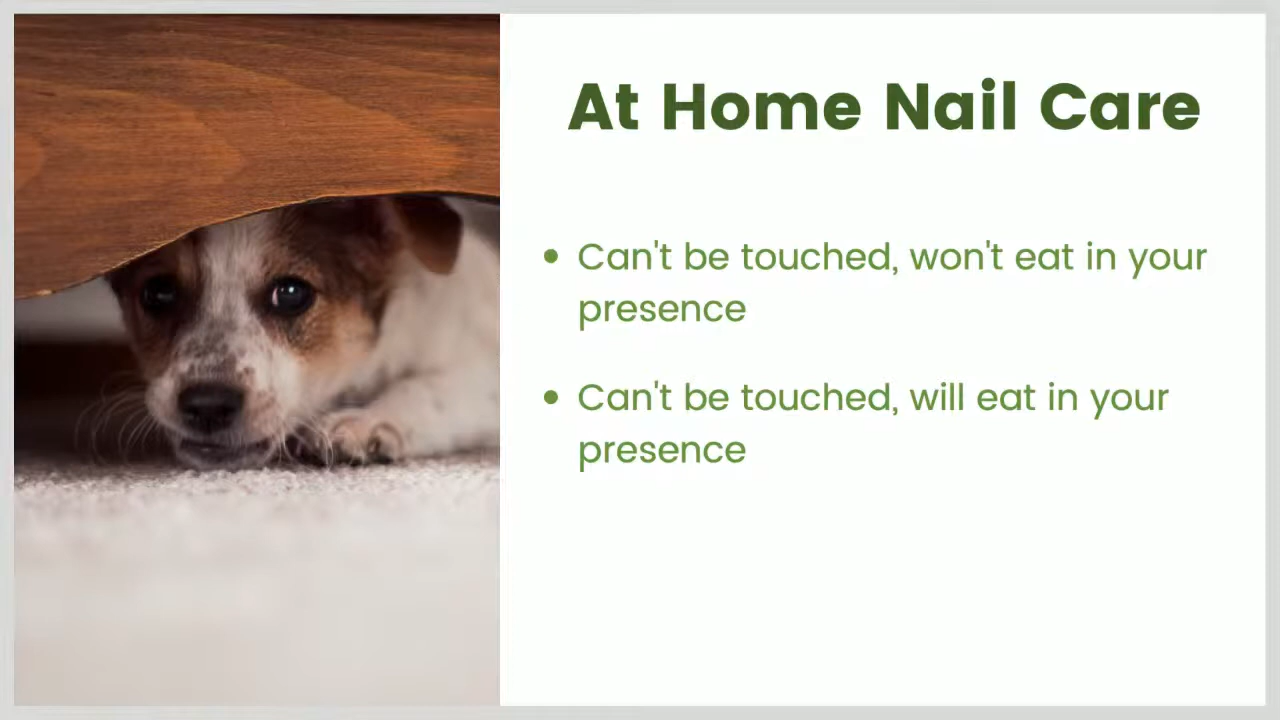 At Home Nail Care
• Can't be touched, won't eat in your
presence
• Can't be touched, will eat in your
presence